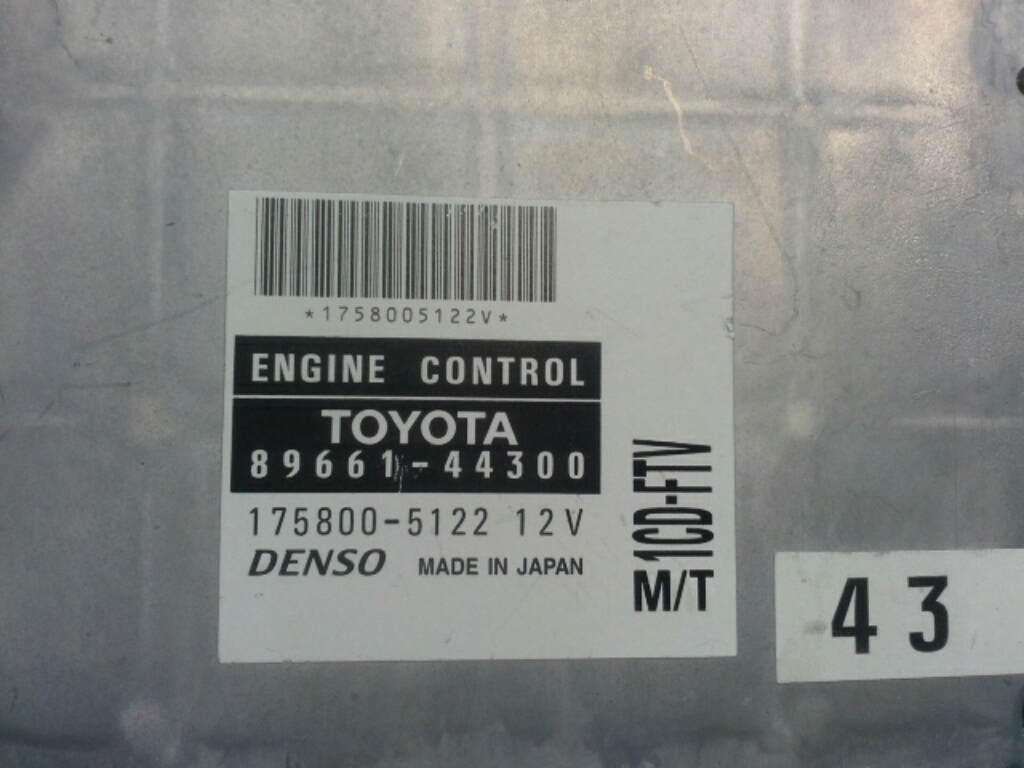 *1758005122V*
ENGINE CONTROL
TOYOTA
89661-44300
175800-5122 12V
DENSO MADE IN JAPAN
1CD-FTV
M/T
43